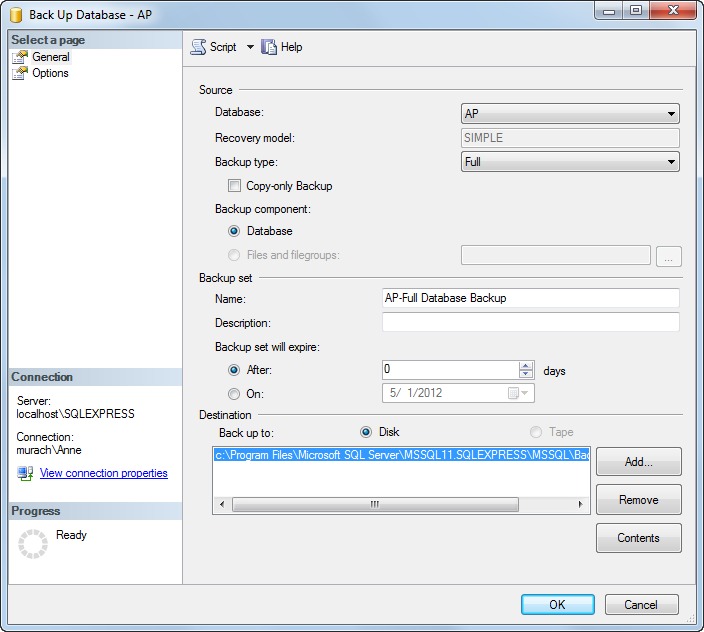 Back Up Database - AP
Select a page
General
Options
Script
Help
Source
Database:
AP
Recovery model:
SIMPLE
Backup type:
Full
Copy-only Backup
Backup component:
Database
Files and filegroups:
...
Backup set
Name:
AP-Full Database Backup
Description:
Backup set will expire:
After:
0
days
On:
5/ 1/2012
Destination
Back up to:
Disk
Tape
c:\Program Files\Microsoft SQL Server\MSSQL11.SQLEXPRESS\MSSQL\Bac
Add...
Remove
Contents
Connection
Server:
localhost\SQLEXPRESS
Connection:
murach\Anne
View connection properties
Progress
Ready
OK
Cancel